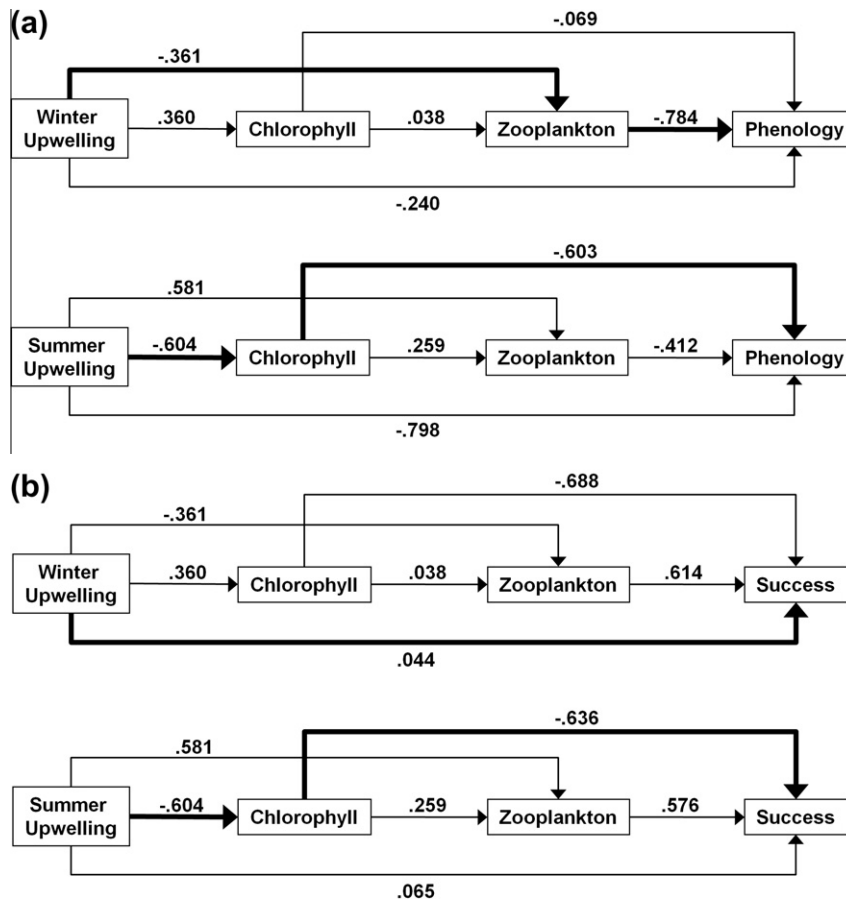 (a)
-.069
-.361
Winter
Upwelling
.360
Chlorophyll
.038
Zooplankton
-.784
Phenology
-.240
-.603
.581
Summer
Upwelling
-.604
Chlorophyll
.259
Zooplankton
-.412
Phenology
-.798
(b)
-.688
-.361
Winter
Upwelling
.360
Chlorophyll
.038
Zooplankton
.614
Success
.044
-.636
.581
Summer
Upwelling
-.604
Chlorophyll
.259
Zooplankton
.576
Success
.065